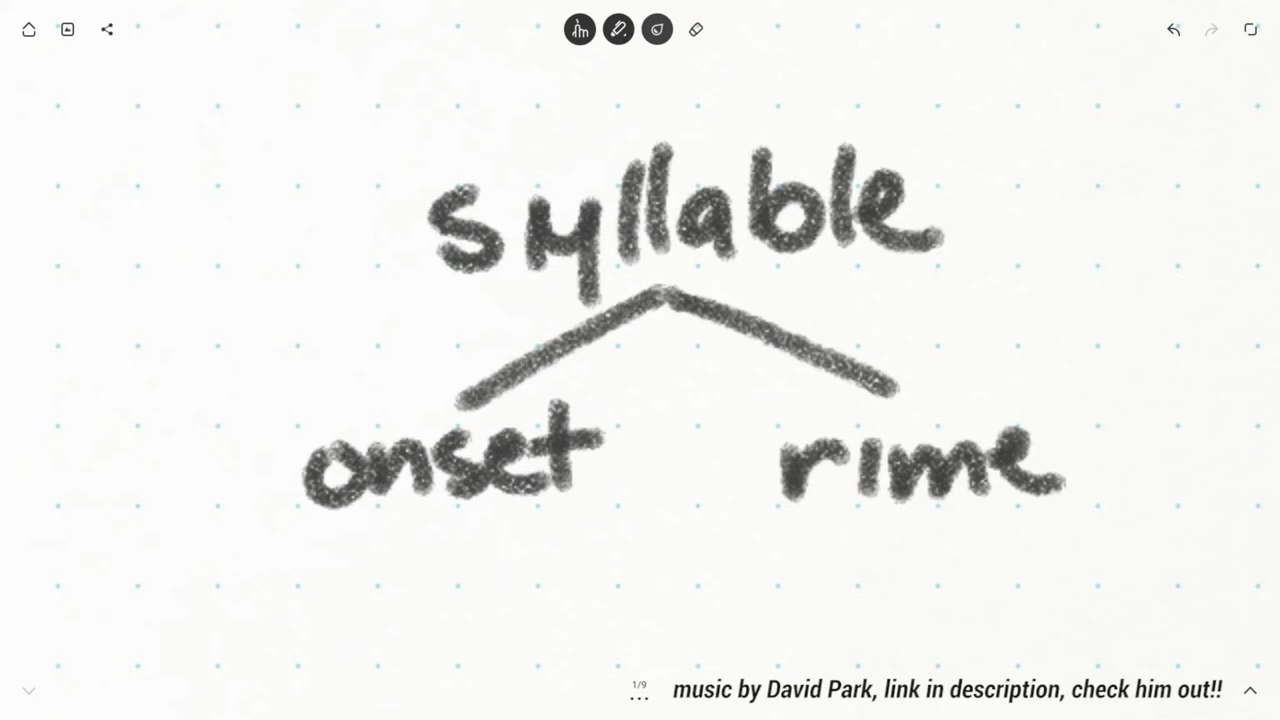 syllable
onset rime
1/9
music by David Park, link in description, check him out!!